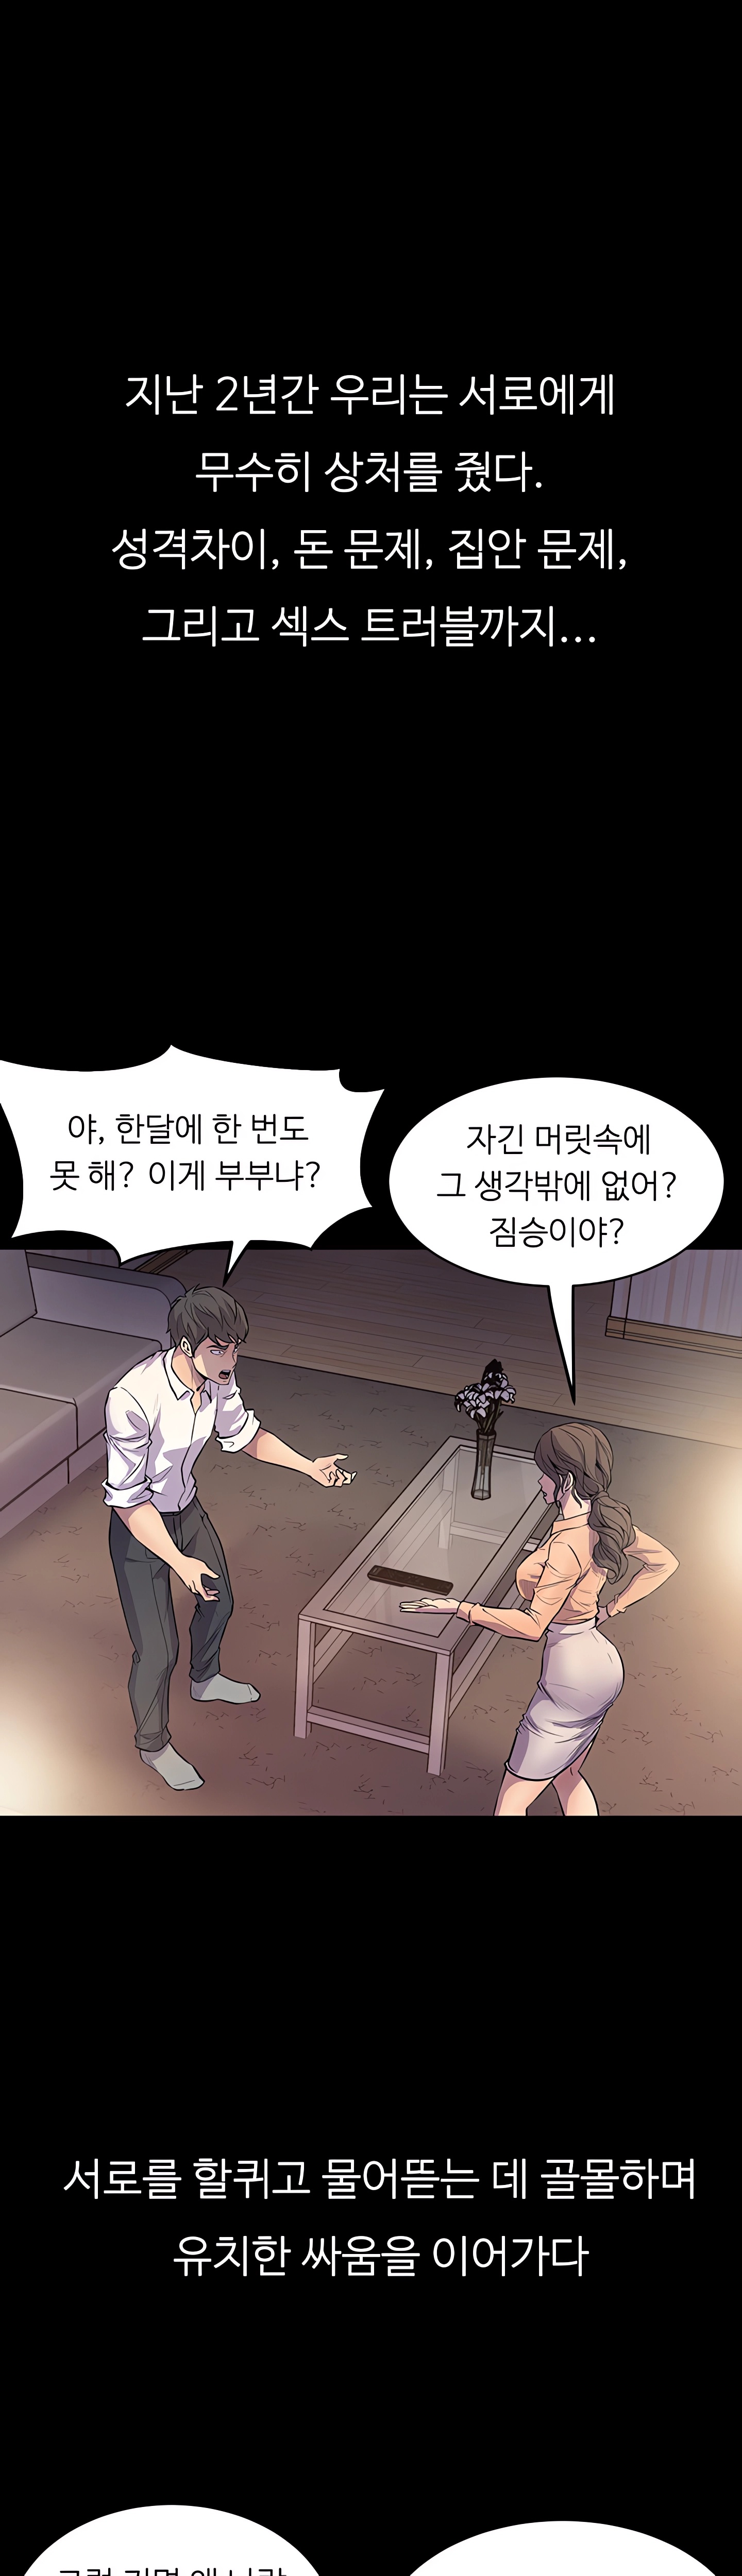 지난 2년간 우리는 서로에게
무수히 상처를 줬다.
성격차이, 돈 문제, 집안 문제,
그리고 섹스 트러블까지...
야, 한달에 한 번도
못 해? 이게 부부냐?
자긴 머릿속에
그 생각밖에 없어?
짐승이야?
서로를 할퀴고 물어뜯는 데 골몰하며
유치한 싸움을 이어가다